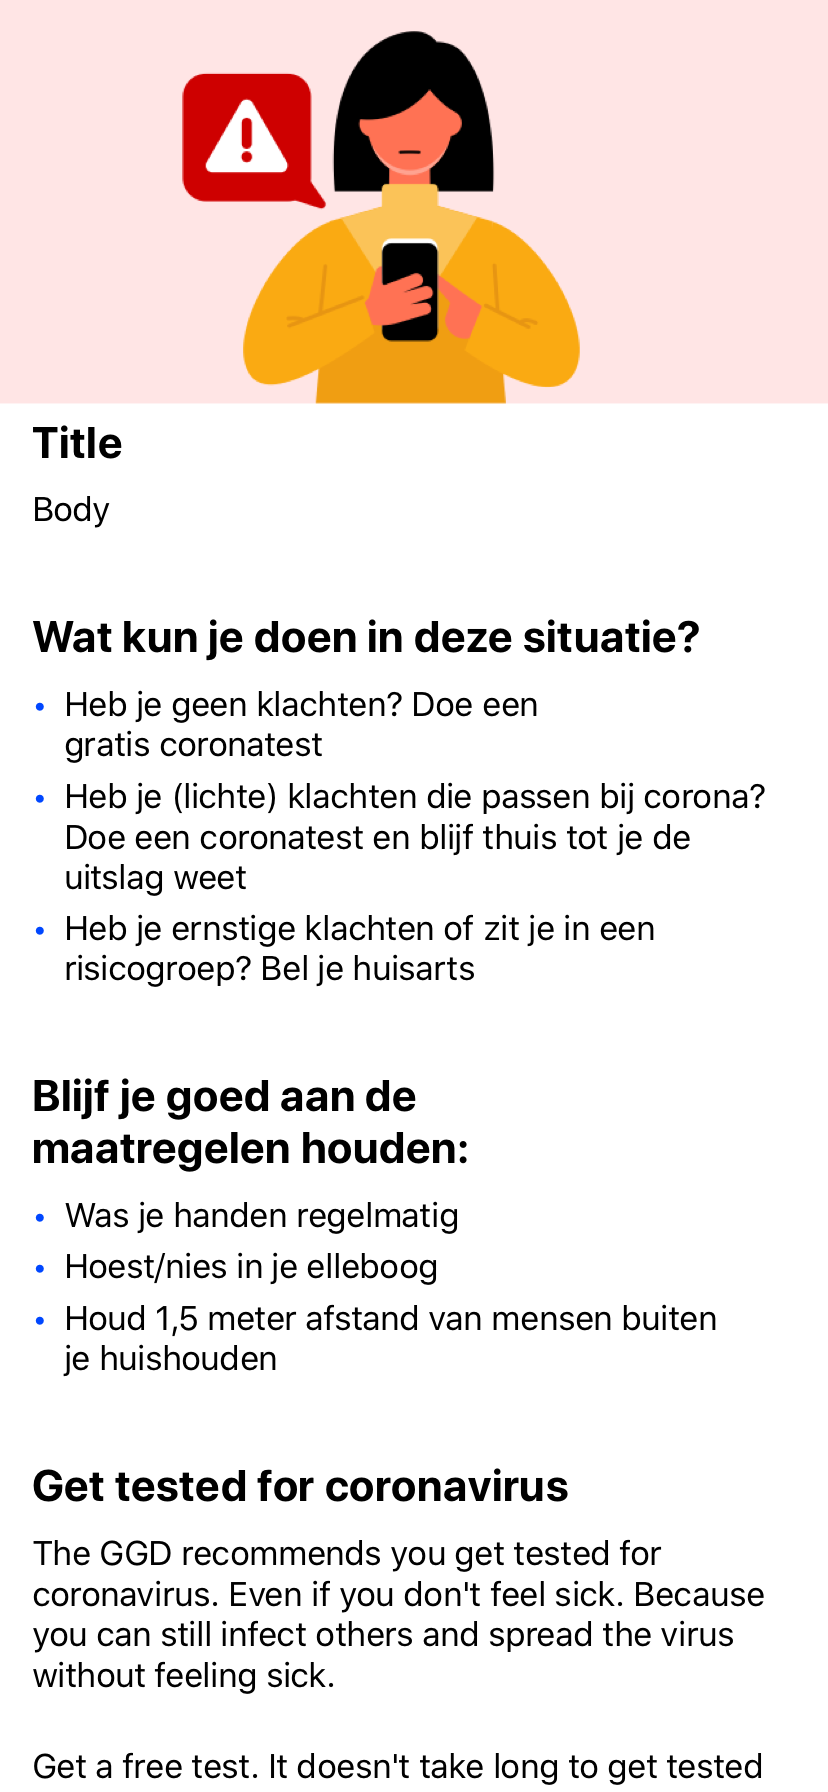 Title
Body
Wat kun je doen in deze situatie?
• Heb je geen klachten? Doe een
gratis coronatest
• Heb je (lichte) klachten die passen bij corona?
Doe een coronatest en blijf thuis tot je de
uitslag weet
• Heb je ernstige klachten of zit je in een
risicogroep? Bel je huisarts
Blijf je goed aan de
maatregelen houden:
• Was je handen regelmatig
• Hoest/nies in je elleboog
• Houd 1,5 meter afstand van mensen buiten
je huishouden
Get tested for coronavirus
The GGD recommends you get tested for
coronavirus. Even if you don't feel sick. Because
you can still infect others and spread the virus
without feeling sick.
Get a free test. It doesn't take long to get tested